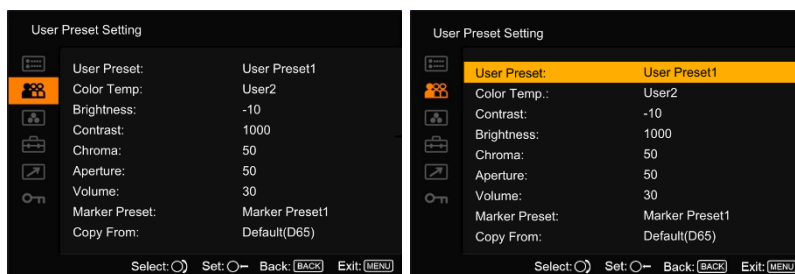 User Preset Setting
User Preset: User Preset1
Color Temp: User2
Brightness: -10
Contrast: 1000
Chroma: 50
Aperture: 50
Volume: 30
Marker Preset: Marker Preset1
Copy From: Default(D65)
Select: Set: Back: BACK Exit: MENU
User Preset Setting
User Preset: User Preset1
Color Temp.: User2
Contrast: -10
Brightness: 1000
Chroma: 50
Aperture: 50
Volume: 30
Marker Preset: Marker Preset1
Copy From: Default(D65)
Select: Set: Back: BACK Exit: MENU